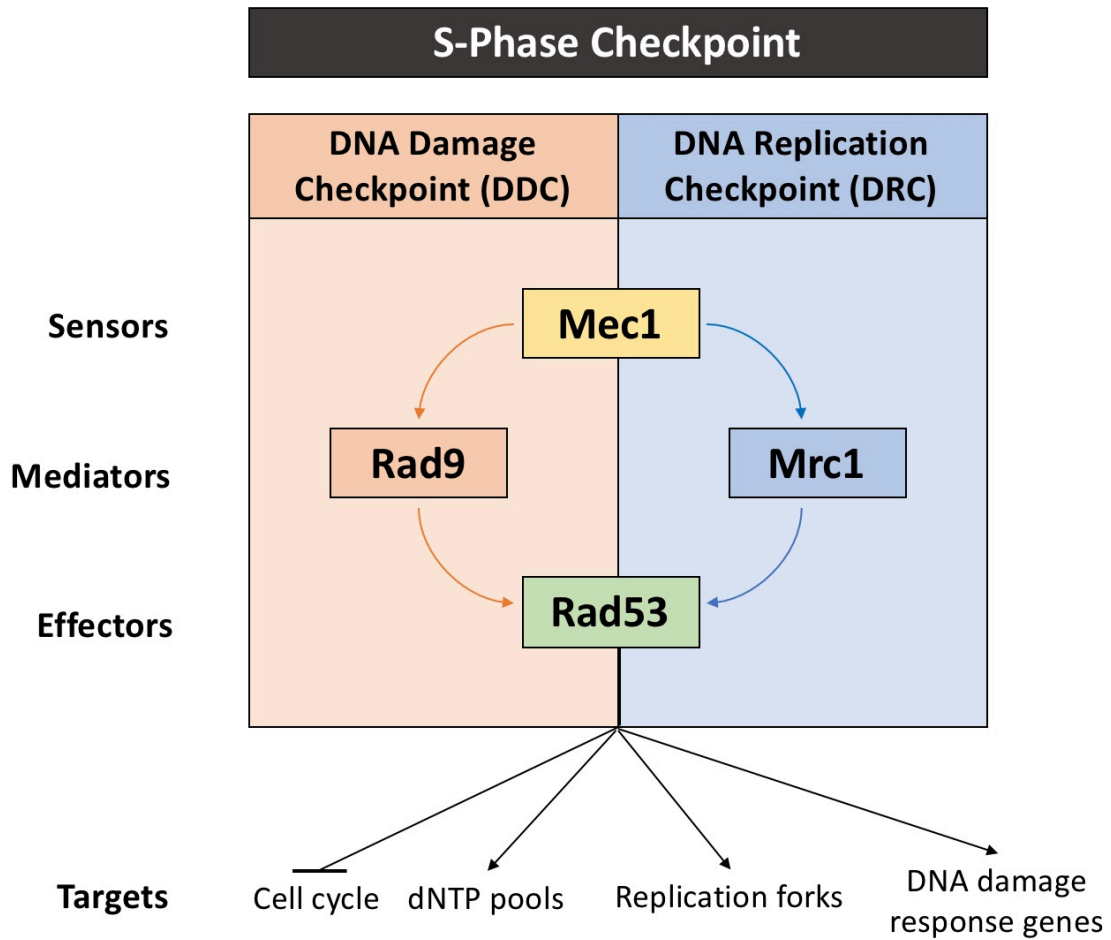 S-Phase Checkpoint
DNA Damage
Checkpoint (DDC)
DNA Replication
Checkpoint (DRC)
Sensors
Mec1
Mediators
Rad9
Mrc1
Effectors
Rad53
Targets
Cell cycle
dNTP pools
Replication forks
DNA damage
response genes